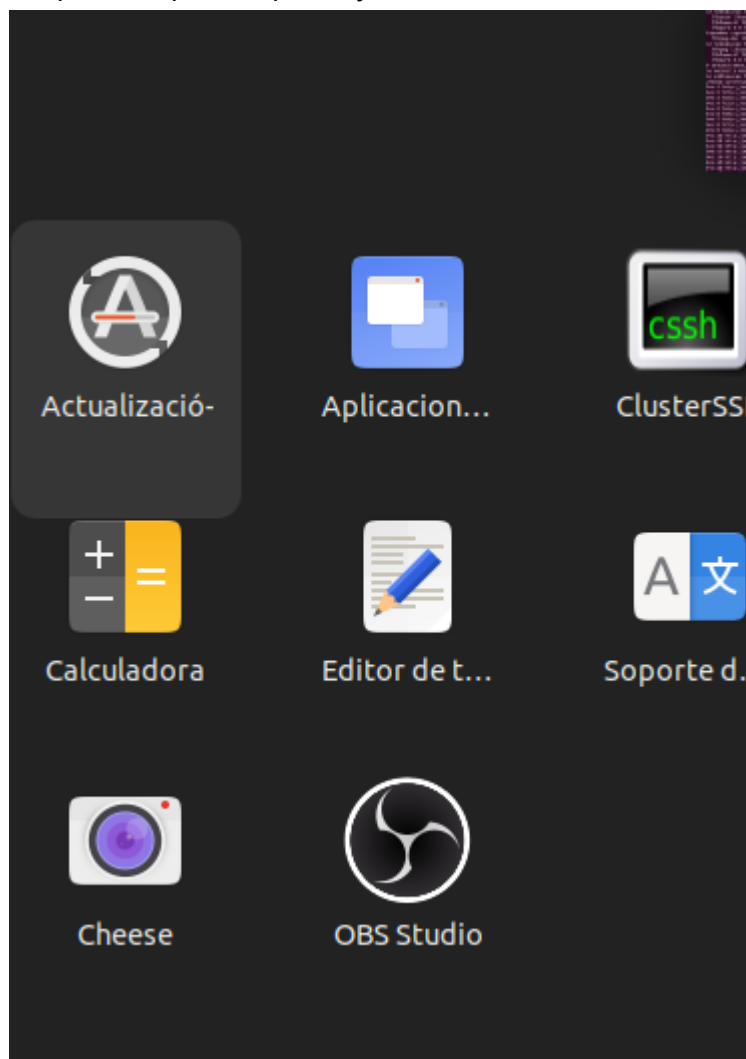 cssh
Actualizació-
Aplicacion...
ClusterSS
A 文
Calculadora
Editor de t...
Soporte d.
Cheese
OBS Studio